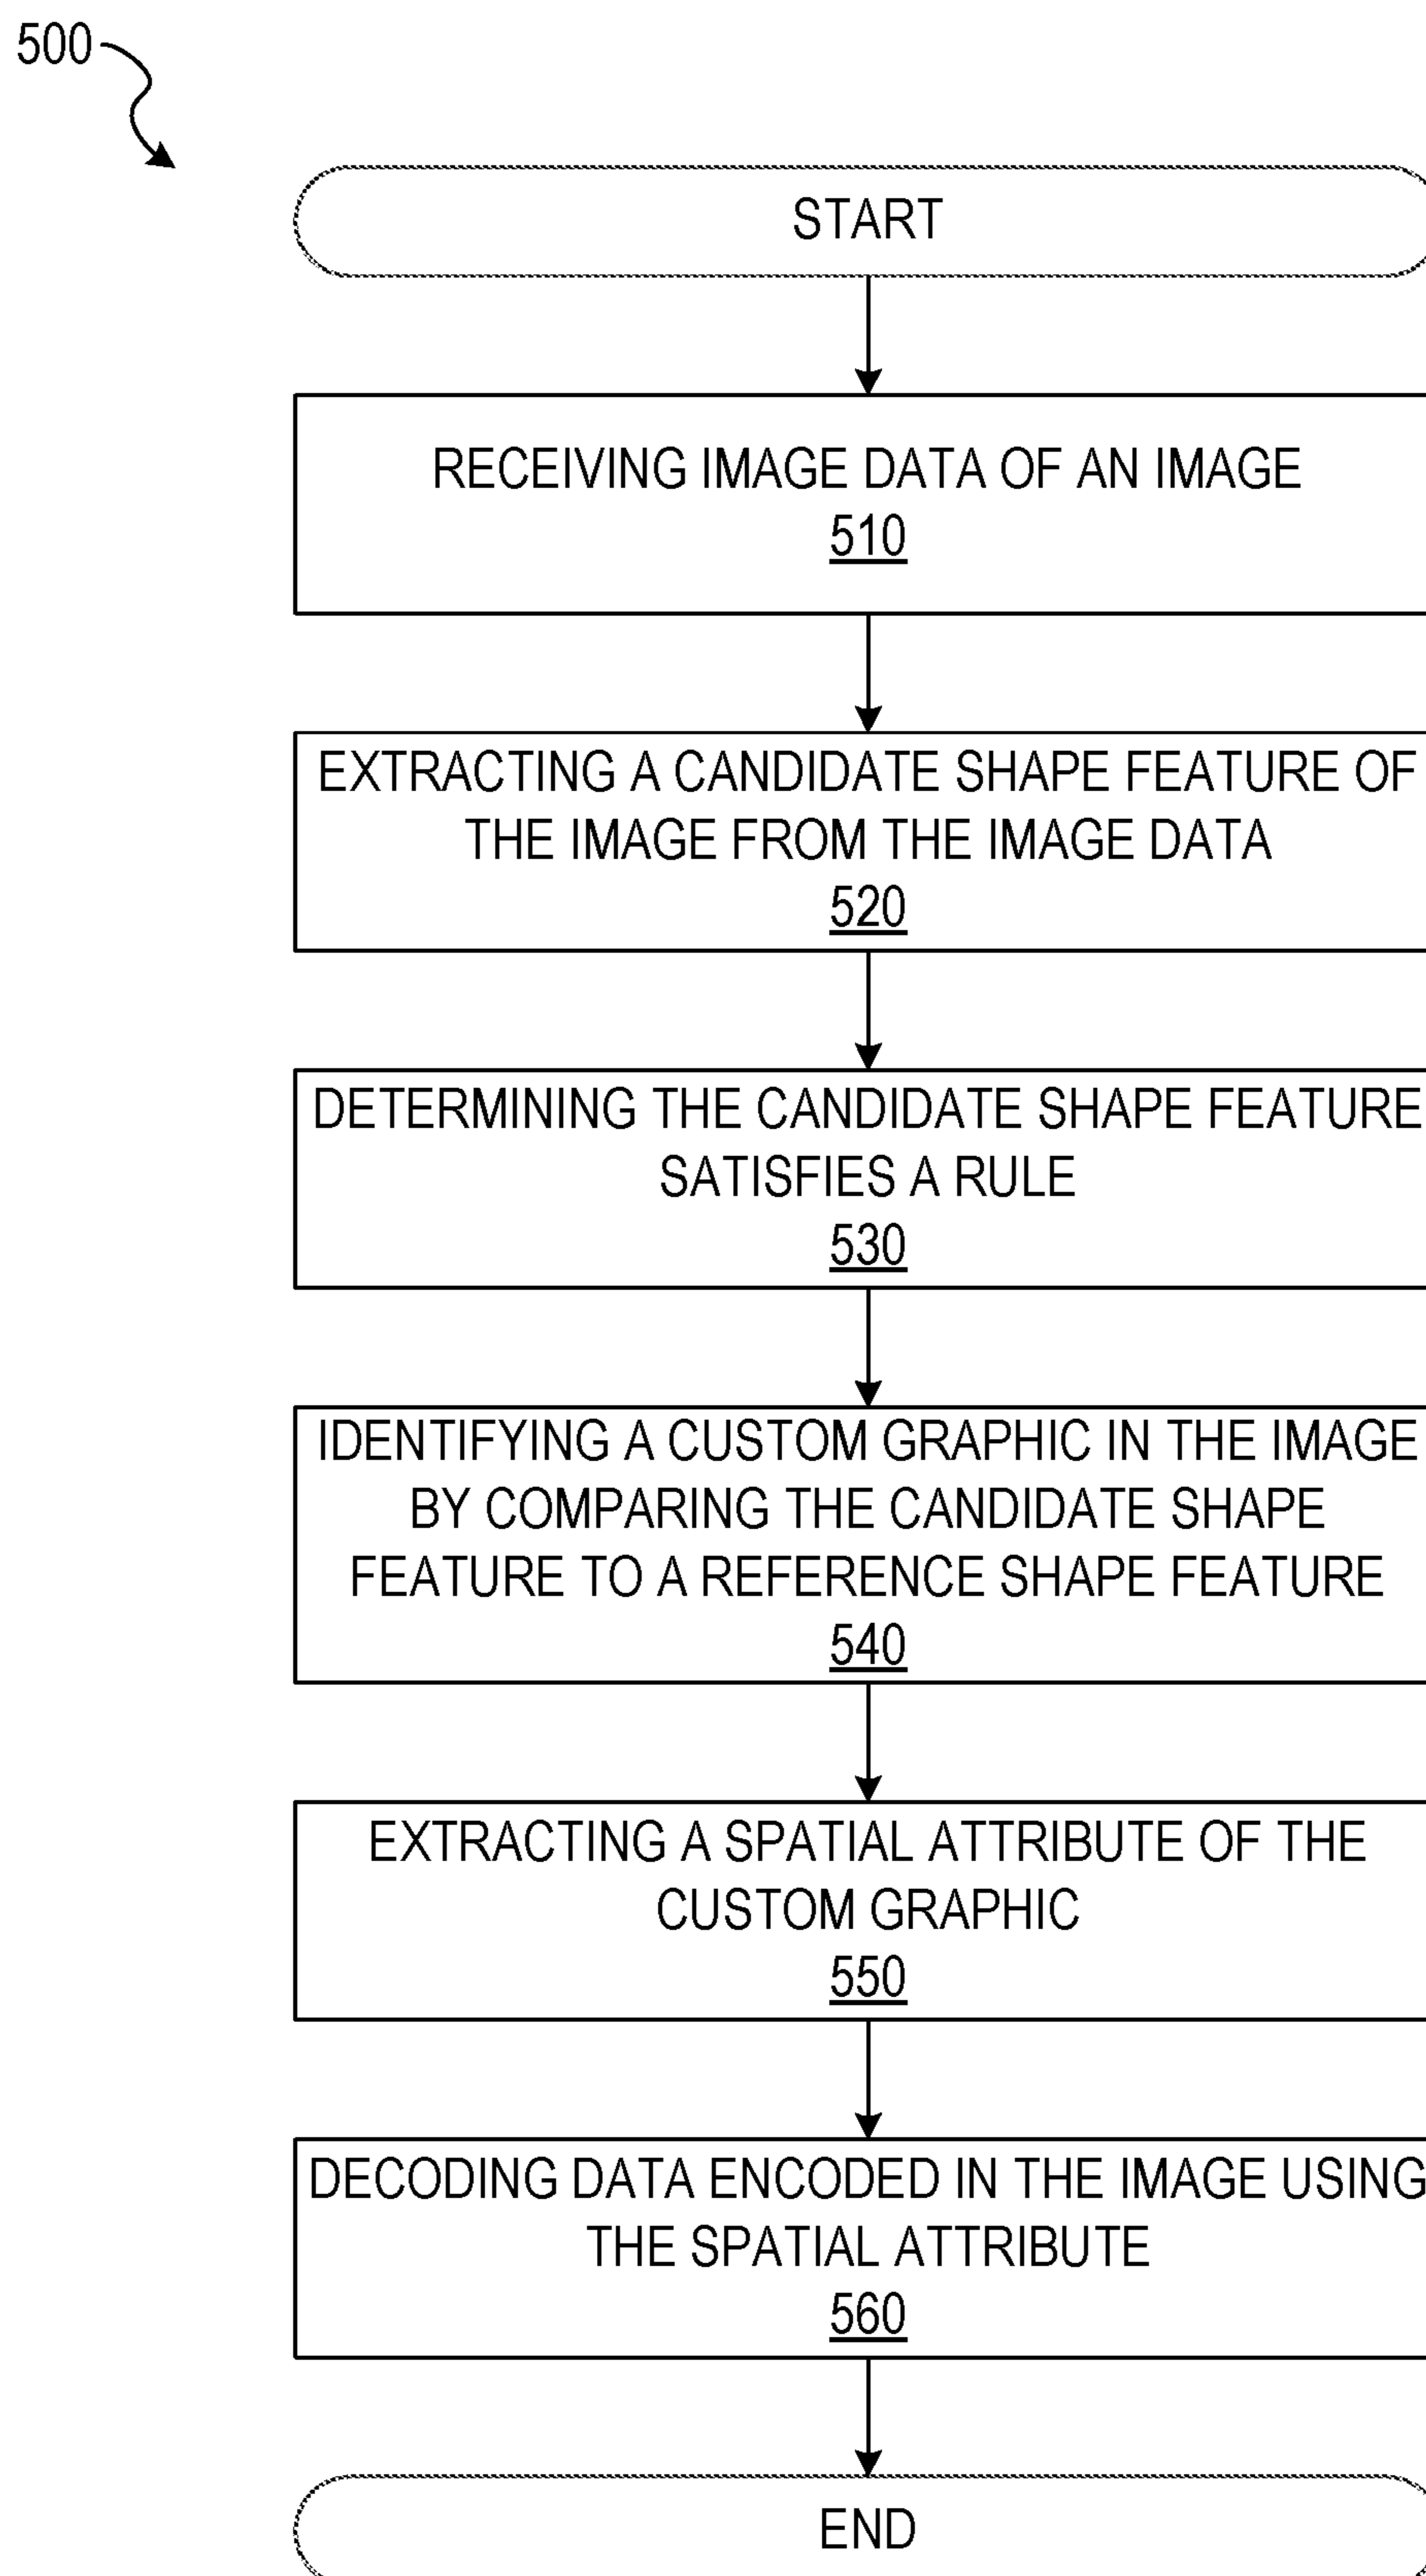 500
START
RECEIVING IMAGE DATA OF AN IMAGE
510
EXTRACTING A CANDIDATE SHAPE FEATURE OF
THE IMAGE FROM THE IMAGE DATA
520
DETERMINING THE CANDIDATE SHAPE FEATURE
SATISFIES A RULE
530
IDENTIFYING A CUSTOM GRAPHIC IN THE IMAGE
BY COMPARING THE CANDIDATE SHAPE
FEATURE TO A REFERENCE SHAPE FEATURE
540
EXTRACTING A SPATIAL ATTRIBUTE OF THE
CUSTOM GRAPHIC
550
DECODING DATA ENCODED IN THE IMAGE USING
THE SPATIAL ATTRIBUTE
560
END